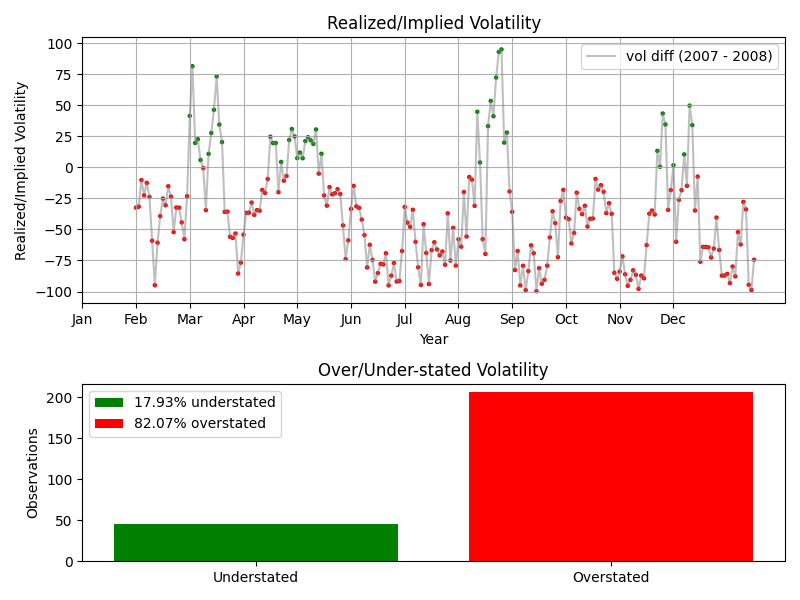 Realized/Implied Volatility
Realized/Implied Volatility
100
75
50
25
0
−25
−50
−75
−100
vol diff (2007 - 2008)
Jan Feb Mar Apr May Jun Jul Aug Sep Oct Nov Dec
Year
Over/Under-stated Volatility
Observations
200
150
100
50
0
17.93% understated
82.07% overstated
Understated Overstated